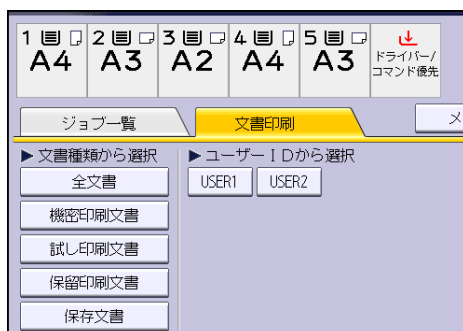 1 2 3 4 5
A4 A3 A2 A4 A3 ドライバー/
コマンド優先
ジョブ一覧 文書印刷 メ
▶文書種類から選択 ▶ユーザーIDから選択
全文書 USER1 USER2
機密印刷文書
試し印刷文書
保留印刷文書
保存文書